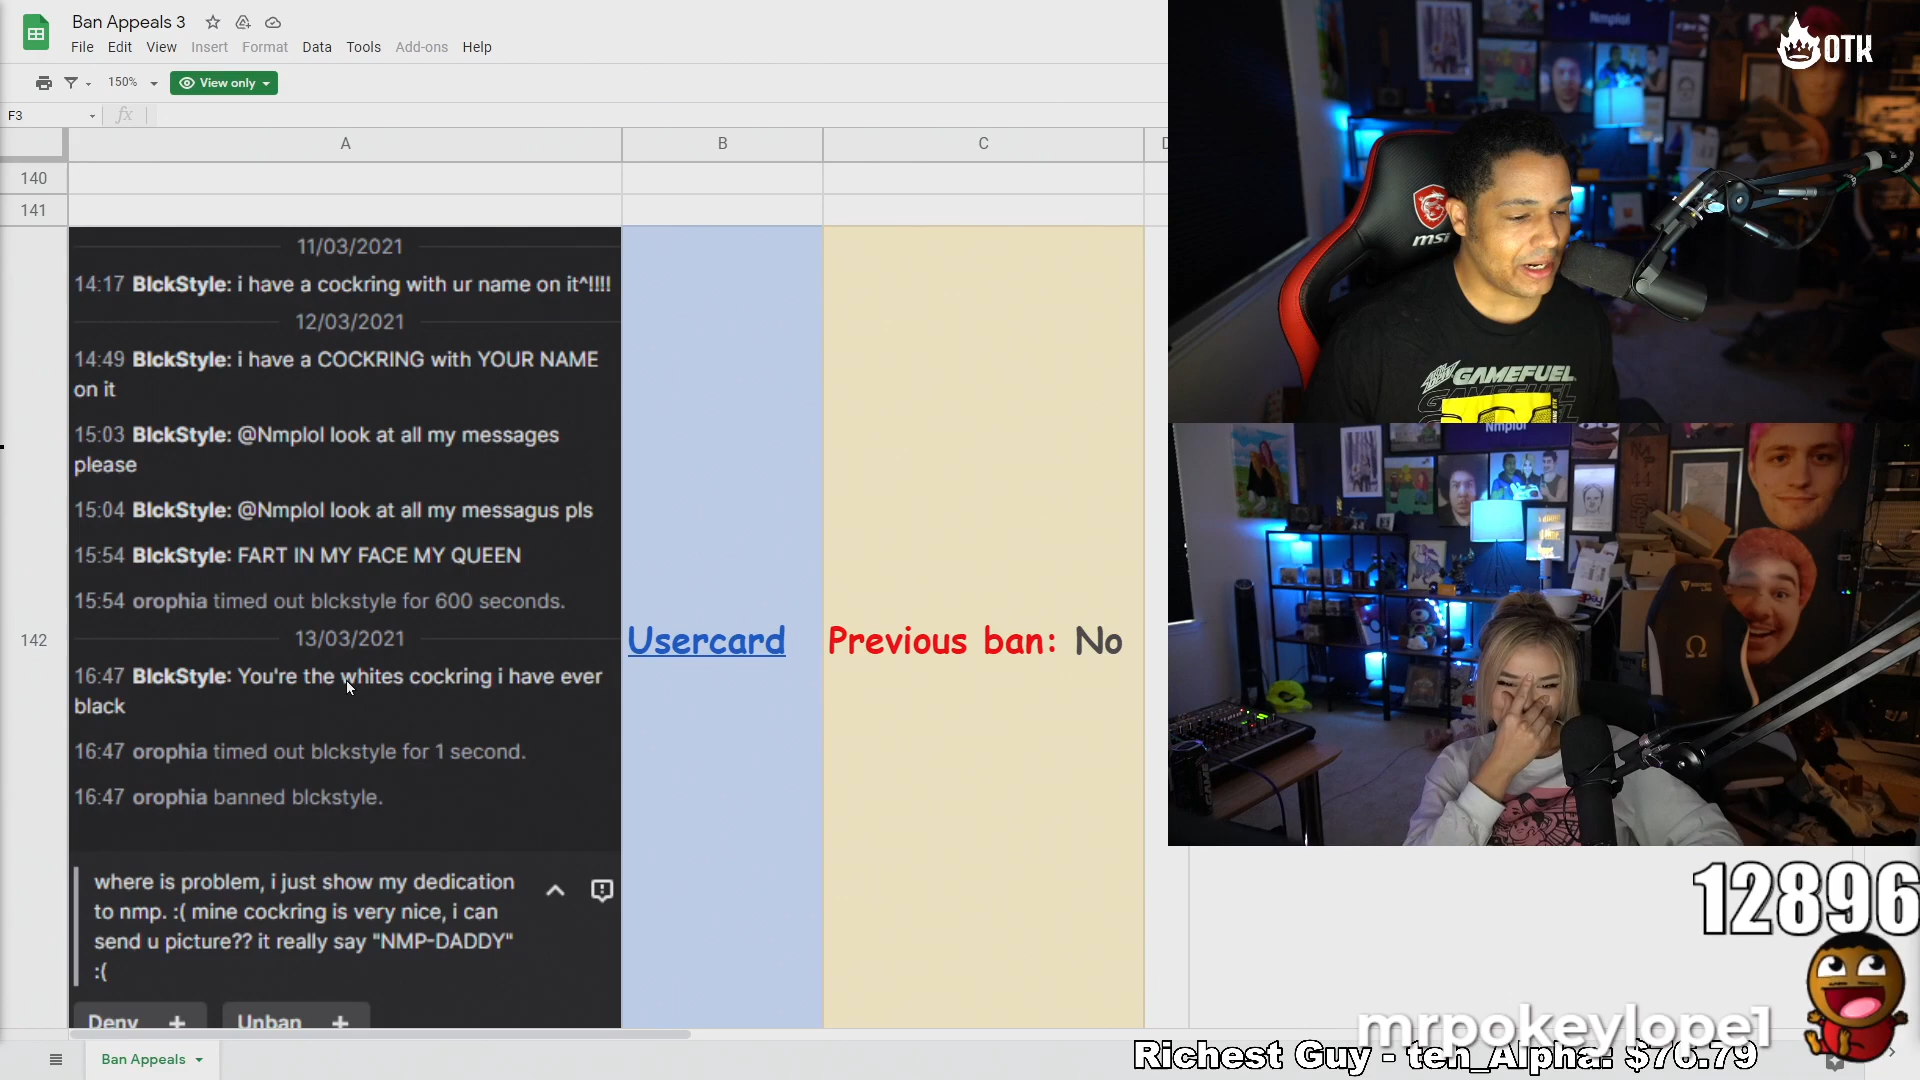 Ban Appeals 3
File Edit View Insert Format Data Tools Add-ons Help
150% View only
F3 fx
A B C D
140
141
11/03/2021
14:17 BlckStyle: i have a cockring with ur name on it^!!!!
12/03/2021
14:49 BlckStyle: i have a COCKRING with YOUR NAME
on it
15:03 BlckStyle: @Nmplol look at all my messages
please
15:04 BlckStyle: @Nmplol look at all my messagus pls
15:54 BlckStyle: FART IN MY FACE MY QUEEN
15:54 orophia timed out blckstyle for 600 seconds.
13/03/2021
142
Usercard
Previous ban: No
16:47 BlckStyle: You're the whites cockring i have ever
black
16:47 orophia timed out blckstyle for 1 second.
16:47 orophia banned blckstyle.
where is problem, i just show my dedication
to nmp. :( mine cockring is very nice, i can
send u picture?? it really say "NMP-DADDY"
:(
Deny + Unban +
Ban Appeals
Nmplol
OTK
msi
GAMEFUEL
Nmplol
12896
mrpokeylope1
Richest Guy - ten_Alpha: $76.79